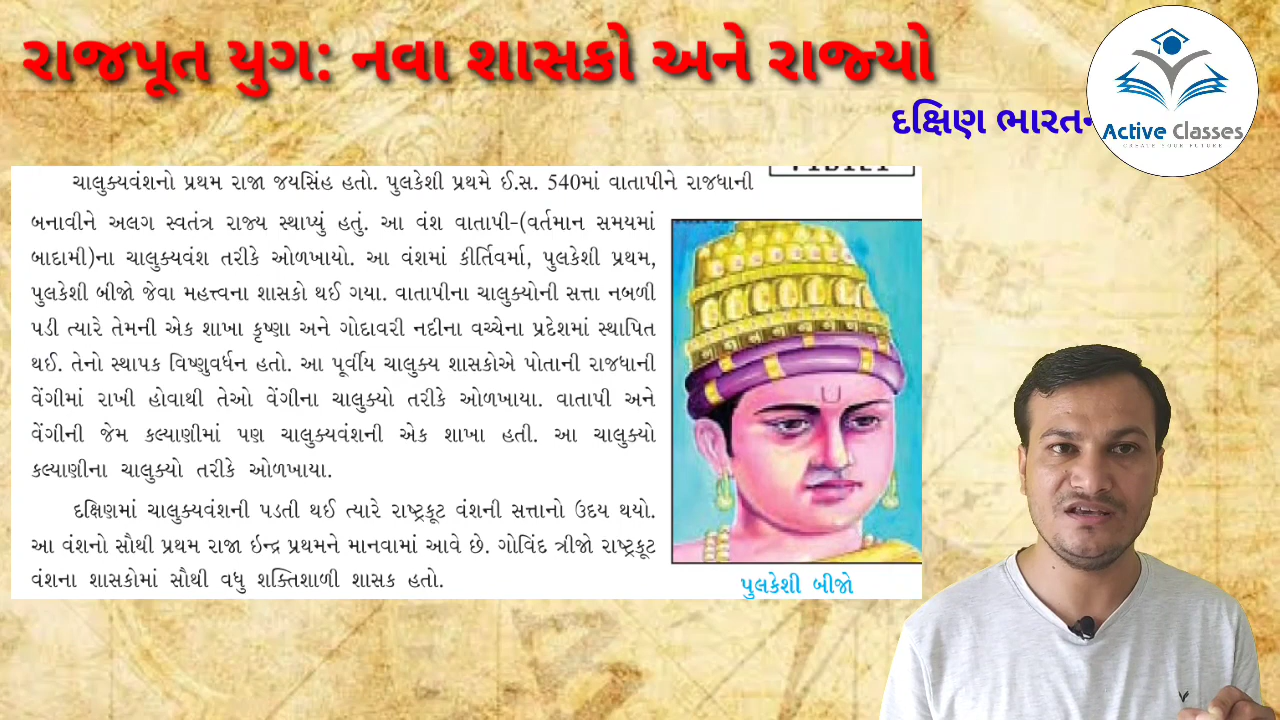 રાજપૂત યુગ: નવા શાસકો અને રાજ્યો
દક્ષિણ ભારતન
Active Classes
CREATE YOUR FUTURE
ચાલુક્યવંશનો પ્રથમ રાજા જયસિંહ હતો. પુલકેશી પ્રથમે ઈ.સ. 540માં વાતાપીને રાજધાની
બનાવીને અલગ સ્વતંત્ર રાજ્ય સ્થાપ્યું હતું. આ વંશ વાતાપી-(વર્તમાન સમયમાં
બાદામી)ના ચાલુક્યવંશ તરીકે ઓળખાયો. આ વંશમાં કીર્તિવર્મા, પુલકેશી પ્રથમ,
પુલકેશી બીજો જેવા મહત્ત્વના શાસકો થઈ ગયા. વાતાપીના ચાલુક્યોની સત્તા નબળી
પડી ત્યારે તેમની એક શાખા કૃષ્ણા અને ગોદાવરી નદીના વચ્ચેના પ્રદેશમાં સ્થાપિત
થઈ. તેનો સ્થાપક વિષ્ણુવર્ધન હતો. આ પૂર્વીય ચાલુક્ય શાસકોએ પોતાની રાજધાની
વેંગીમાં રાખી હોવાથી તેઓ વેંગીના ચાલુક્યો તરીકે ઓળખાયા. વાતાપી અને
વેંગીની જેમ કલ્યાણીમાં પણ ચાલુક્યવંશની એક શાખા હતી. આ ચાલુક્યો
કલ્યાણીના ચાલુક્યો તરીકે ઓળખાયા.
દક્ષિણમાં ચાલુક્યવંશની પડતી થઈ ત્યારે રાષ્ટ્રકૂટ વંશની સત્તાનો ઉદય થયો.
આ વંશનો સૌથી પ્રથમ રાજા ઇન્દ્ર પ્રથમને માનવામાં આવે છે. ગોવિંદ ત્રીજો રાષ્ટ્રકૂટ
વંશના શાસકોમાં સૌથી વધુ શક્તિશાળી શાસક હતો.
પુલકેશી બીજો